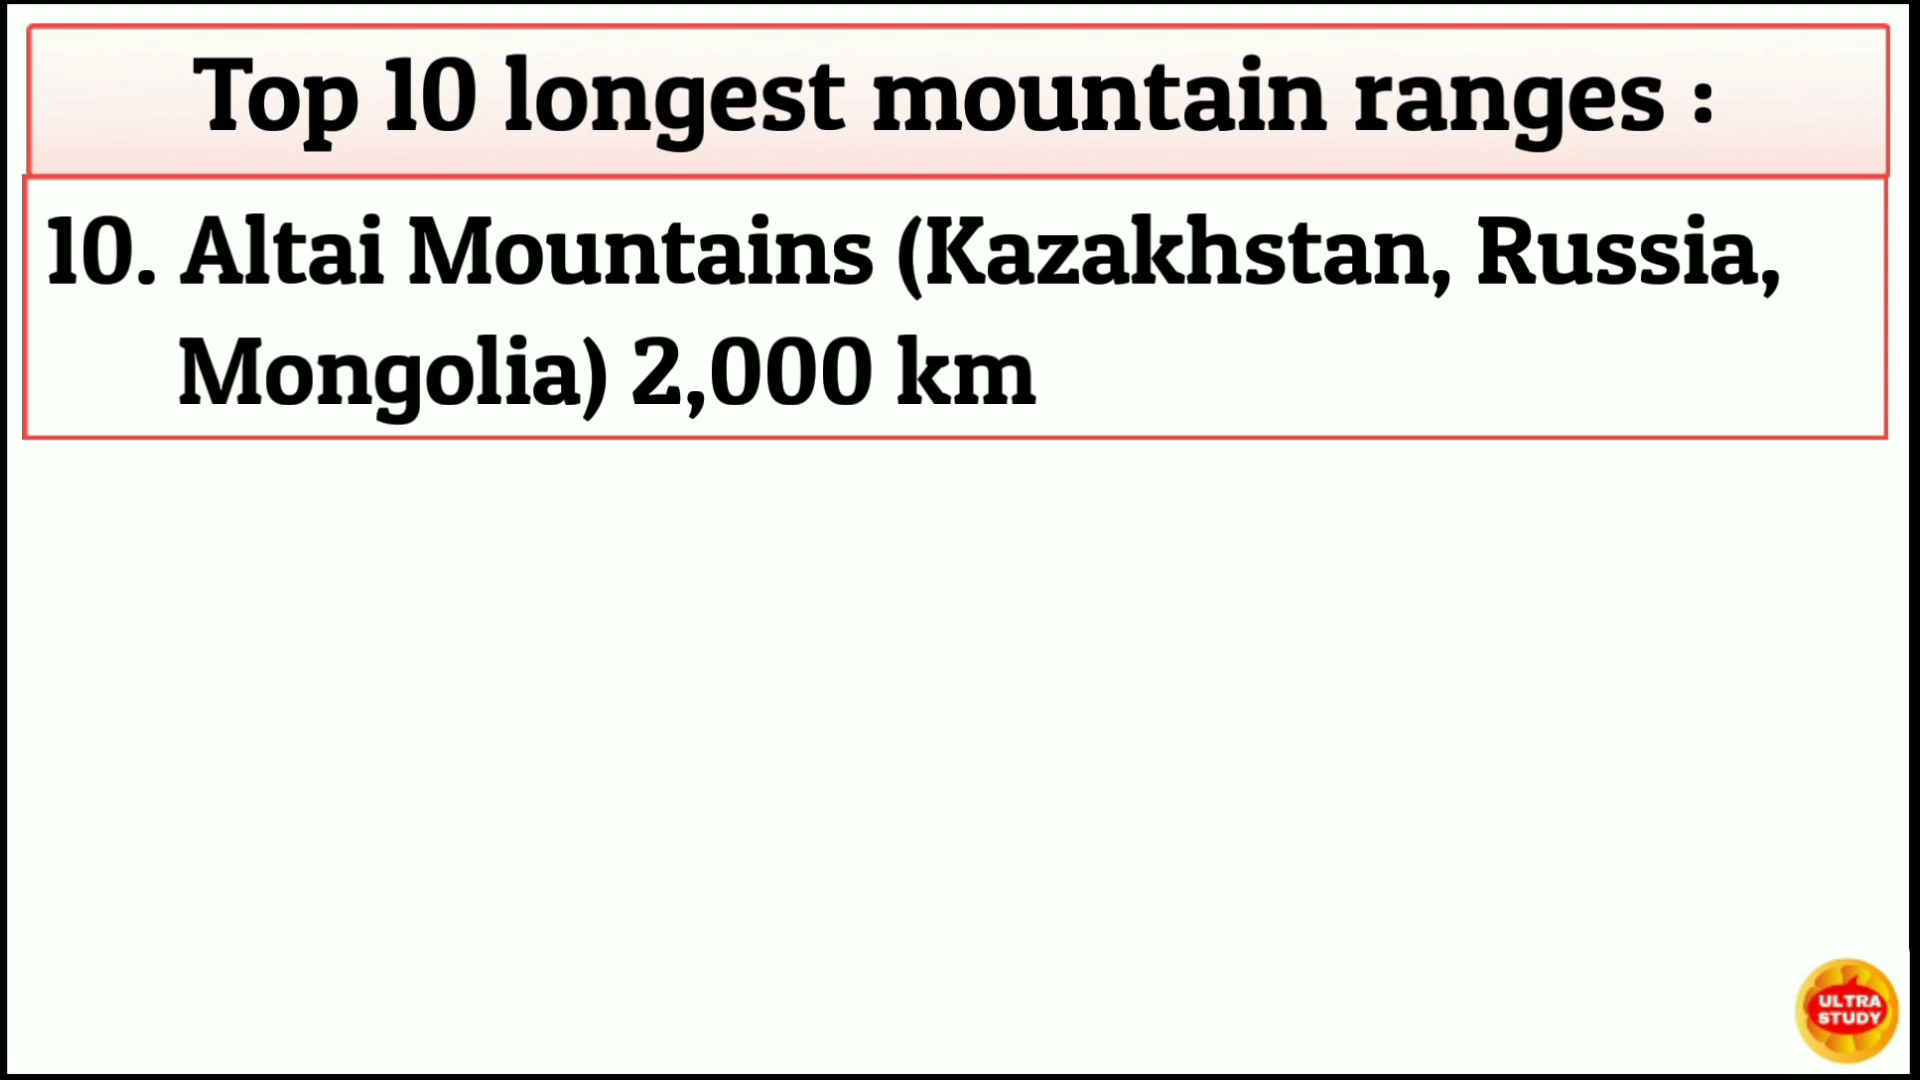 Top 10 longest mountain ranges :
10. Altai Mountains (Kazakhstan, Russia,
Mongolia) 2,000 km
ULTRA
STUDY